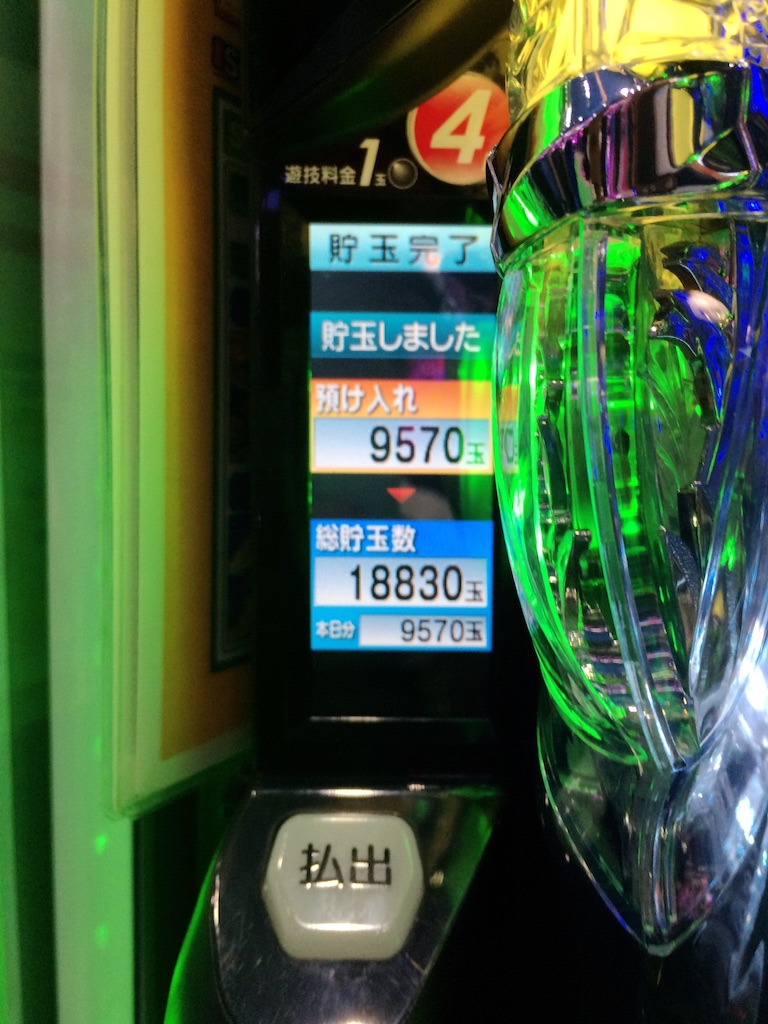 4
遊技料金1玉
貯玉完了
貯玉しました
預け入れ
9570玉
総貯玉数
18830玉
本日分 9570玉
払出